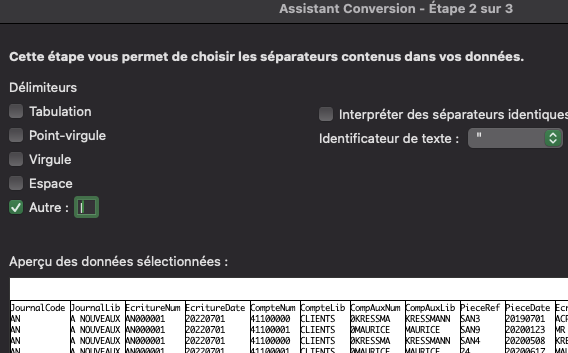 Assistant Conversion - Étape 2 sur 3
Cette étape vous permet de choisir les séparateurs contenus dans vos données.
Délimiteurs
Tabulation
Interpréter des séparateurs identiques
Point-virgule
Identificateur de texte : "
Virgule
Espace
Autre : |
Aperçu des données sélectionnées :
JournalCode JournalLib EcritureNum EcritureDate CompteNum CompteLib CompAuxNum CompAuxLib PieceRef PieceDate Ecr
AN A NOUVEAUX AN000001 20220701 41100000 CLIENTS 0KRESSMA KRESSMANN SAN3 20190701 ACP
AN A NOUVEAUX AN000001 20220701 41100001 CLIENTS 0MAURICE MAURICE SAN9 20200123 MR
AN A NOUVEAUX AN000001 20220701 41100000 CLIENTS 0KRESSMA KRESSMANN SAN4 20200508 KRE
AN A NOUVEAUX AN000001 20220701 41100001 CLIENTS 0MAURICE MAURICE 24 20200617